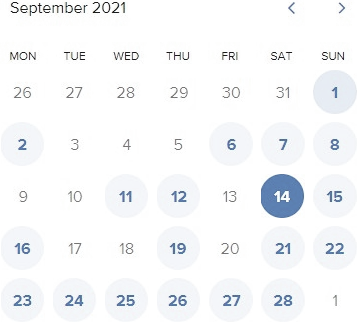 September 2021
MON TUE WED THU FRI SAT SUN
26 27 28 29 30 31 1
2 3 4 5 6 7 8
9 10 11 12 13 14 15
16 17 18 19 20 21 22
23 24 25 26 27 28 1